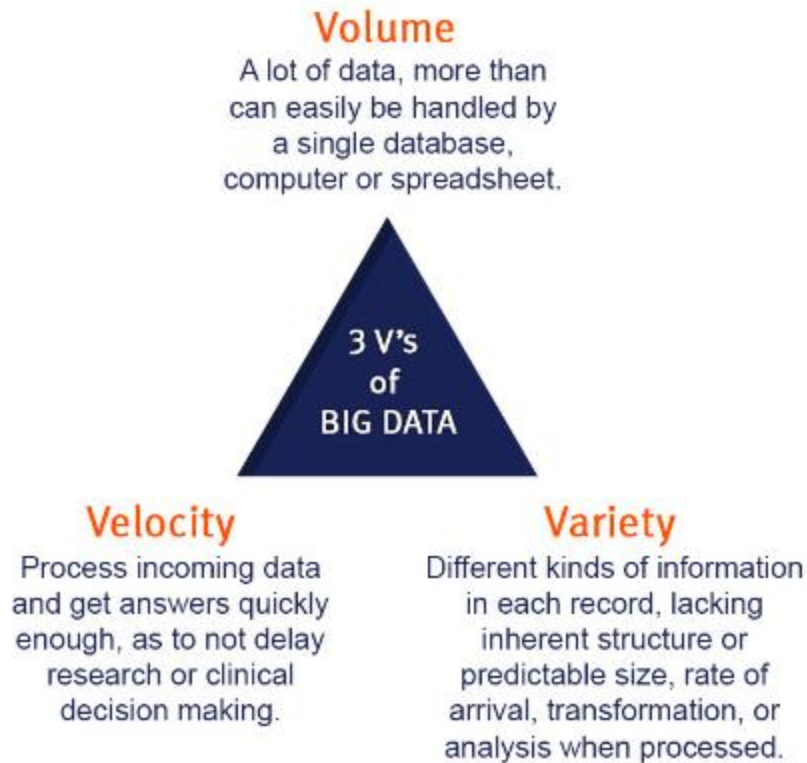 Volume
A lot of data, more than
can easily be handled by
a single database,
computer or spreadsheet.
3 V's
of
BIG DATA
Velocity
Process incoming data
and get answers quickly
enough, as to not delay
research or clinical
decision making.
Variety
Different kinds of information
in each record, lacking
inherent structure or
predictable size, rate of
arrival, transformation, or
analysis when processed.